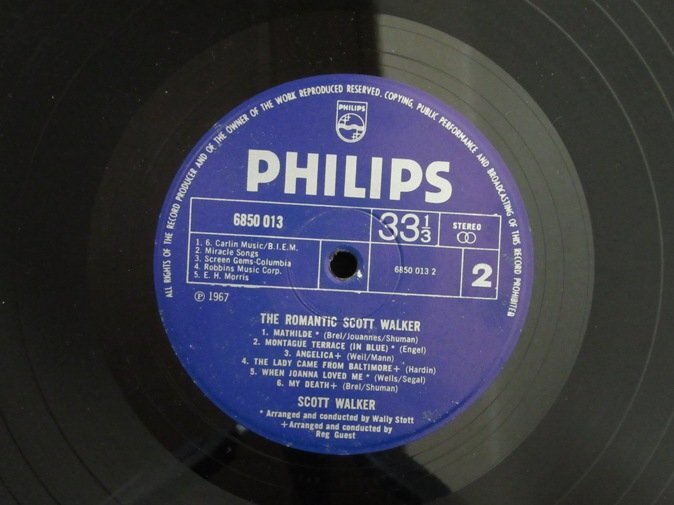 ALL RIGHTS OF THE RECORD PRODUCER AND OF THE OWNER OF THE WORK REPRODUCED RESERVED. COPYING, PUBLIC PERFORMANCE AND BROADCASTING OF THIS RECORD PROHIBITED
PHILIPS
PHILIPS
6850 013
33 1/3
STEREO
1. 6. Carlin Music/B.I.E.M.
2. Miracle Songs
3. Screen Gems-Columbia
4. Robbins Music Corp.
5. E. H. Morris
6850 013 2
2
℗ 1967
THE ROMANTIC SCOTT WALKER
1. MATHILDE * (Brel/Jouannes/Shuman)
2. MONTAGUE TERRACE (IN BLUE) * (Engel)
3. ANGELICA+ (Weil/Mann)
4. THE LADY CAME FROM BALTIMORE+ (Hardin)
5. WHEN JOANNA LOVED ME * (Wells/Segal)
6. MY DEATH+ (Brel/Shuman)
SCOTT WALKER
* Arranged and conducted by Wally Stott
+Arranged and conducted by
Reg Guest